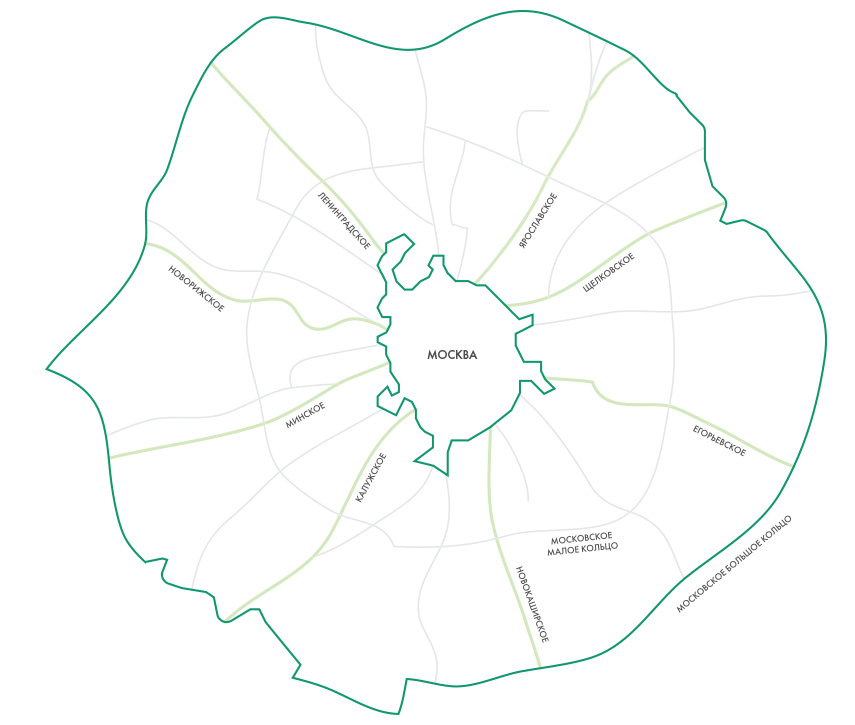 ЛЕНИНГРАДСКОЕ
ЯРОСЛАВСКОЕ
ЩЕЛКОВСКОЕ
НОВОРИЖСКОЕ
МОСКВА
МИНСКОЕ
ЕГОРЬЕВСКОЕ
КАЛУЖСКОЕ
МОСКОВСКОЕ
МАЛОЕ КОЛЬЦО
МОСКОВСКОЕ БОЛЬШОЕ КОЛЬЦО
НОВОКАШИРСКОЕ